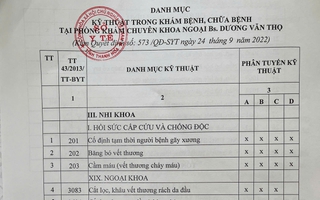 DANH MỤC
KỸ THUẬT TRONG KHÁM BỆNH, CHỮA BỆNH
TẠI PHÒNG KHÁM CHUYÊN KHOA NGOẠI Bs. DƯƠNG VĂN THỌ
(Kèm Quyết định số: 573 /QĐ-SYT ngày 24 tháng 9 năm 2022)
Y TẾ
TT
TT 43/2013/ TT-BYT
DANH MỤC KỸ THUẬT
PHÂN TUYẾN KỸ THUẬT
1
2
3
A B C D
III. NHI KHOA
I. HỒI SỨC CẤP CỨU VÀ CHỐNG ĐỘC
1 201 Cố định tạm thời người bệnh gãy xương x x x x
2 202 Băng bó vết thương x x x x
3 203 Cầm máu (vết thương chảy máu) x x x x
XIX. NGOẠI KHOA
4 3083 Cắt lọc, khâu vết thương rách da đầu x x x